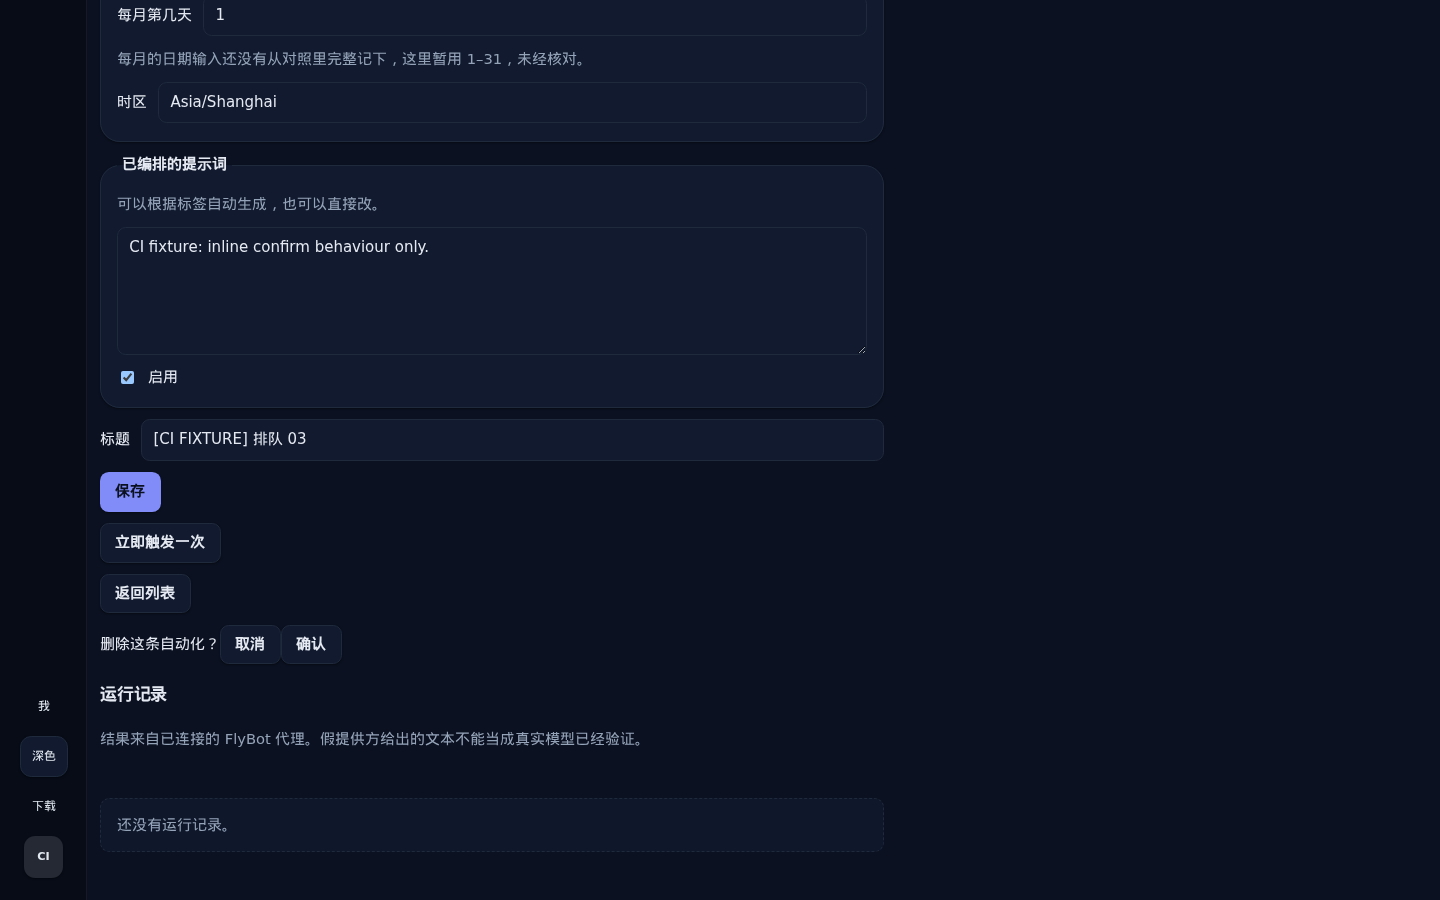 每月第几天
1
每月的日期输入还没有从对照里完整记下，这里暂用 1–31，未经核对。
时区
Asia/Shanghai
已编排的提示词
可以根据标签自动生成，也可以直接改。
CI fixture: inline confirm behaviour only.
启用
标题
[CI FIXTURE] 排队 03
保存
立即触发一次
返回列表
删除这条自动化？ 取消 确认
运行记录
结果来自已连接的 FlyBot 代理。假提供方给出的文本不能当成真实模型已经验证。
还没有运行记录。
我
深色
下载
CI